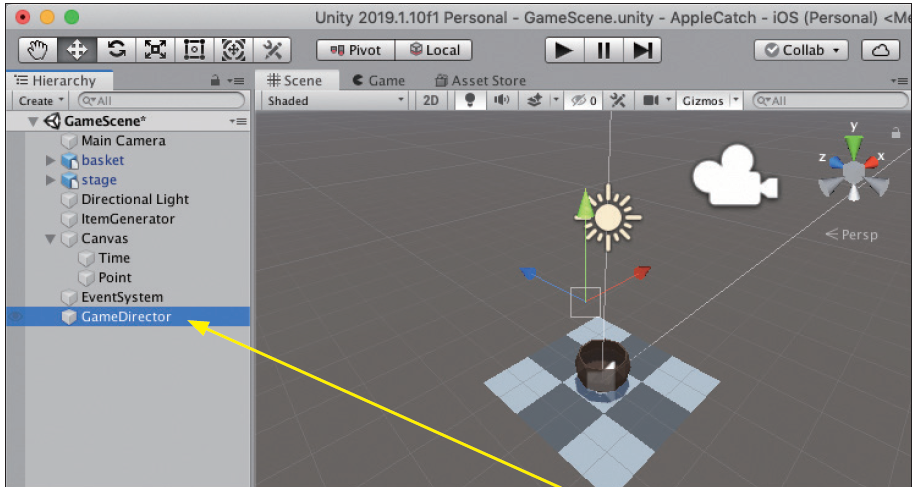 Unity 2019.1.10f1 Personal - GameScene.unity - AppleCatch - iOS (Personal)
Pivot Local Collab
Hierarchy
Scene Game Asset Store
Create All
Shaded 2D 0 Gizmos All
GameScene*
Main Camera
basket
stage
Directional Light
ItemGenerator
Canvas
Time
Point
EventSystem
GameDirector
y
z x
Persp